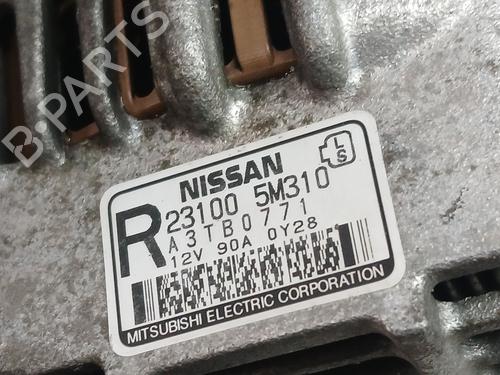 B-PARTS
NISSAN
L
S
R 23100 5M310
A3TB0771
12V 90A 0Y28
MITSUBISHI ELECTRIC CORPORATION